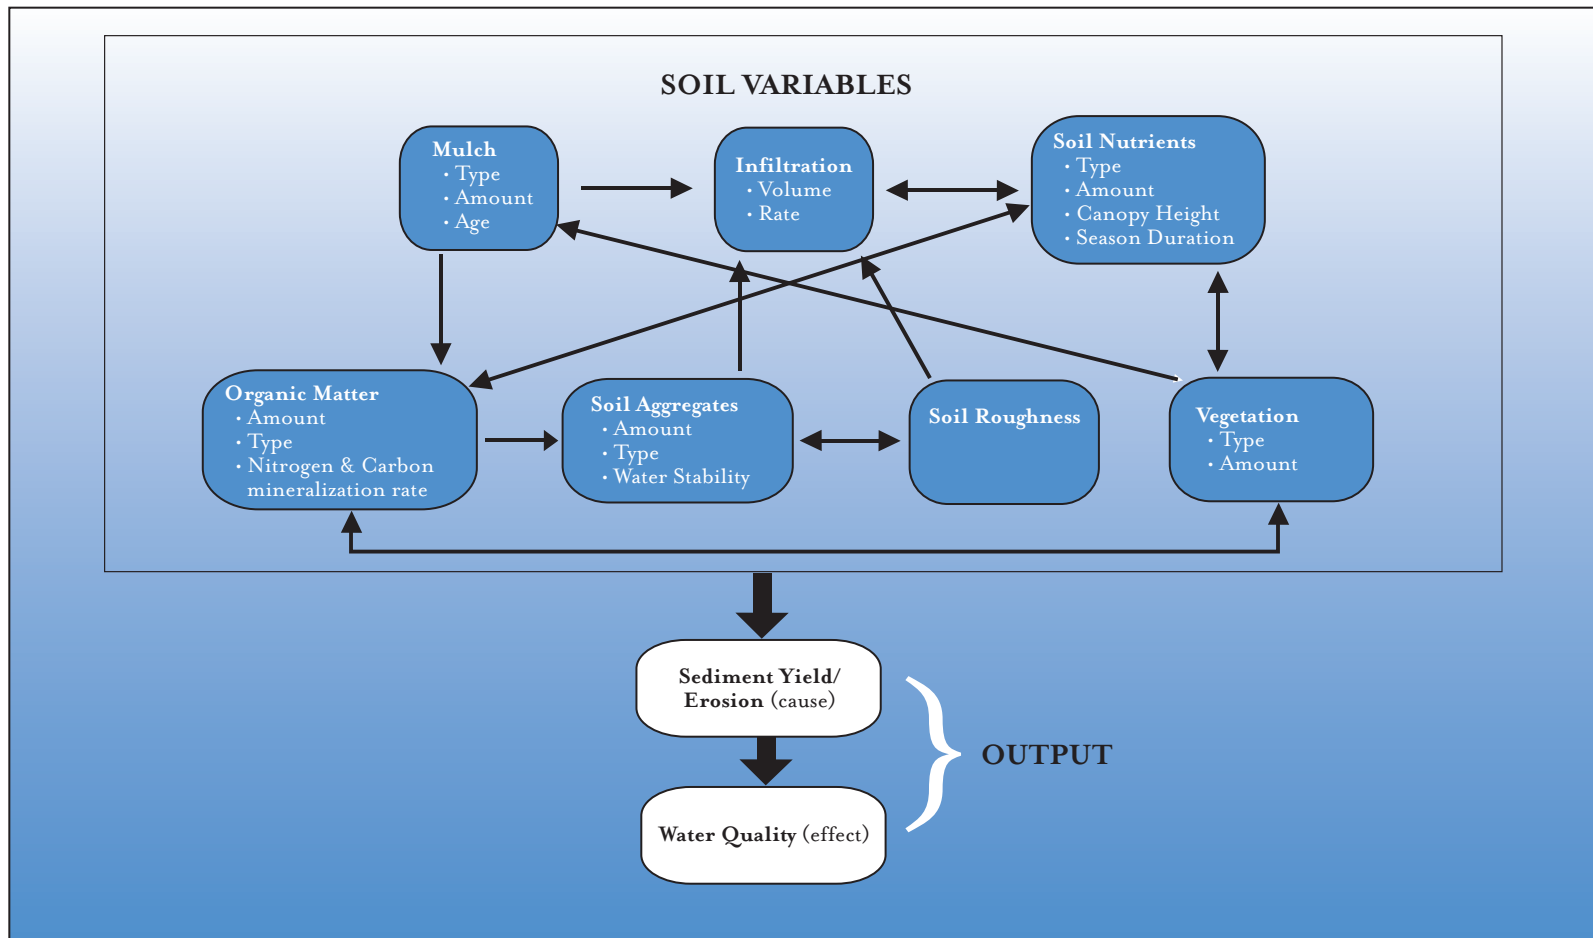 SOIL VARIABLES
Mulch
· Type
· Amount
· Age
Infiltration
· Volume
· Rate
Soil Nutrients
· Type
· Amount
· Canopy Height
· Season Duration
Organic Matter
· Amount
· Type
· Nitrogen & Carbon
mineralization rate
Soil Aggregates
· Amount
· Type
· Water Stability
Soil Roughness
Vegetation
· Type
· Amount
Sediment Yield/
Erosion (cause)
OUTPUT
Water Quality (effect)